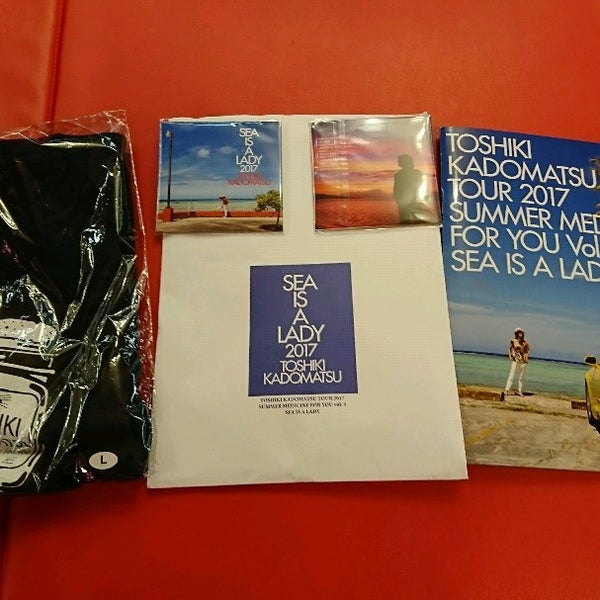 SEA
IS
A
LADY
2017
TOSHIKI
KADOMATSU
SEA
IS
A
LADY
2017
TOSHIKI
KADOMATSU
TOSHIKI KADOMATSU TOUR 2017
SUMMER MEDICINE FOR YOU vol. 3
SEA IS A LADY
TOSHIKI
KADOMATSU
TOUR 2017
SUMMER MED
FOR YOU Vol.
SEA IS A LAD
KI
L